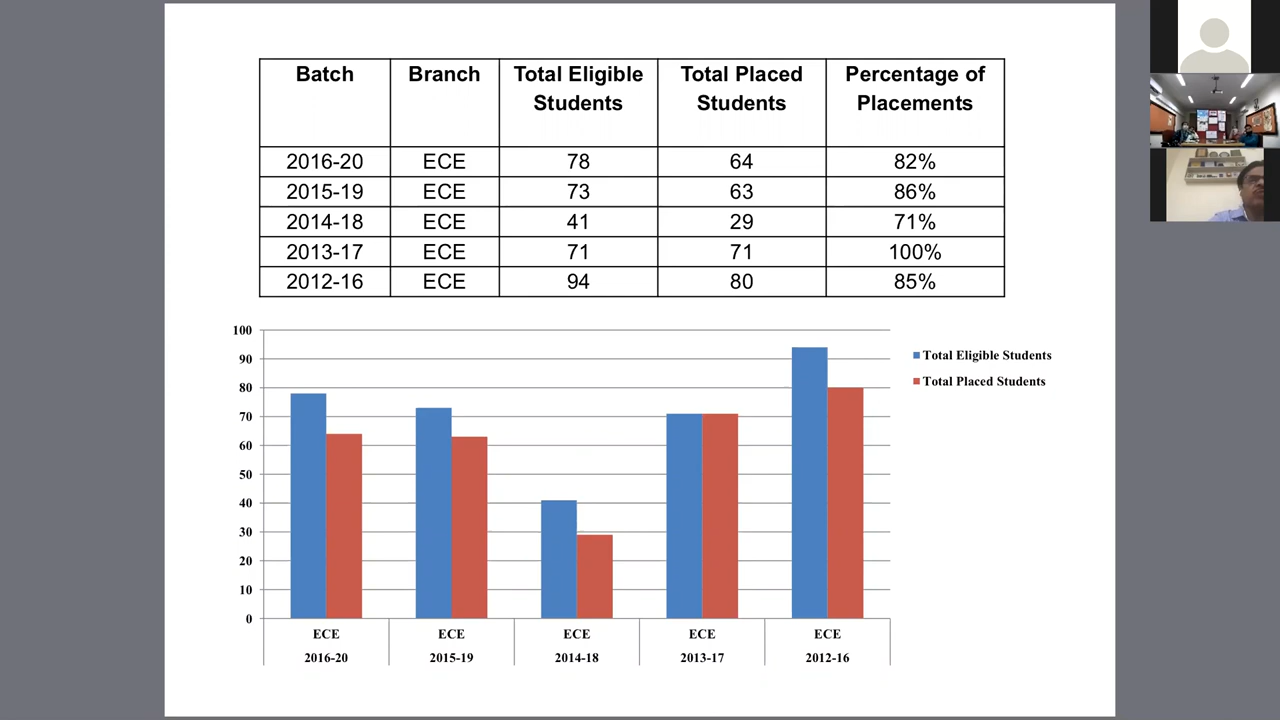 Batch Branch Total Eligible Students Total Placed Students Percentage of Placements
2016-20 ECE 78 64 82%
2015-19 ECE 73 63 86%
2014-18 ECE 41 29 71%
2013-17 ECE 71 71 100%
2012-16 ECE 94 80 85%
100
90
80
70
60
50
40
30
20
10
0
ECE ECE ECE ECE ECE
2016-20 2015-19 2014-18 2013-17 2012-16
Total Eligible Students
Total Placed Students